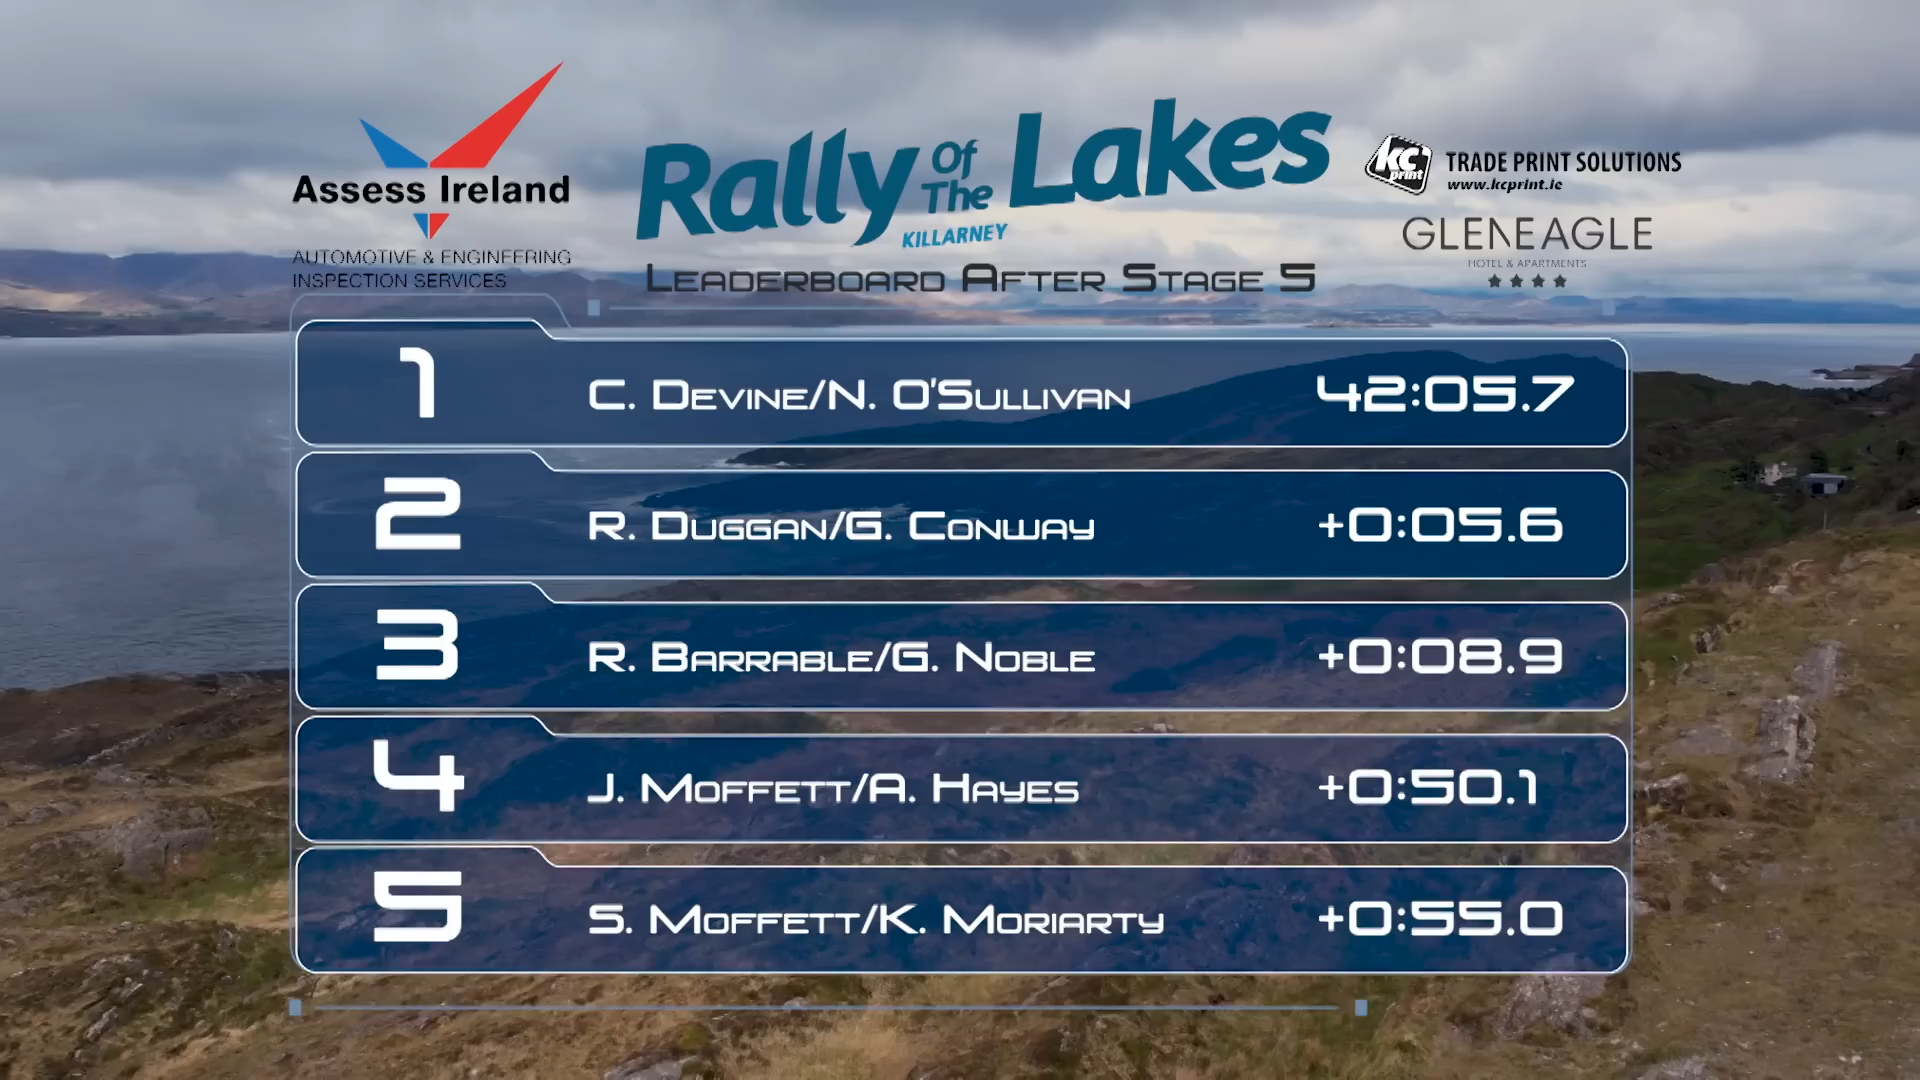 Assess Ireland
AUTOMOTIVE & ENGINEERING
INSPECTION SERVICES
Rally Of The Lakes
KILLARNEY
kc print
TRADE PRINT SOLUTIONS
www.kcprint.ie
GLENEAGLE
HOTEL & APARTMENTS
LEADERBOARD AFTER STAGE 5
1 C. DEVINE/N. O'SULLIVAN 42:05.7
2 R. DUGGAN/G. CONWAY +0:05.6
3 R. BARRABLE/G. NOBLE +0:08.9
4 J. MOFFETT/A. HAYES +0:50.1
5 S. MOFFETT/K. MORIARTY +0:55.0